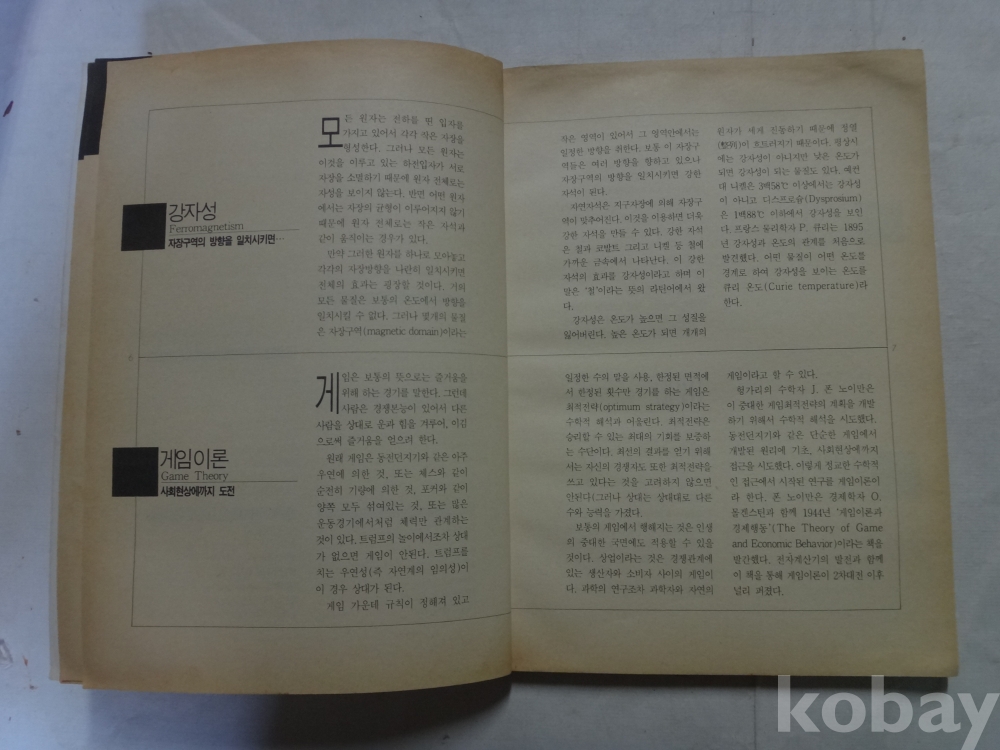 강자성
Ferromagnetism
자장구역의 방향을 일치시키면…
모든 원자는 전하를 띤 입자를
가지고 있어서 각각 작은 자장을
형성한다. 그러나 모든 원자는
이것을 이루고 있는 하전입자가 서로
자장을 소멸하기 때문에 원자 전체로는
자성을 보이지 않는다. 반면 어떤 원자
에서는 자장의 균형이 이루어지지 않기
때문에 원자 전체로는 작은 자석과
같이 움직이는 경우가 있다.
만약 그러한 원자를 하나로 모아놓고
각각의 자장방향을 나란히 일치시키면
전체의 효과는 굉장할 것이다. 거의
모든 물질은 보통의 온도에서 방향을
일치시킬 수 없다. 그러나 몇개의 물질
은 자장구역(magnetic domain)이라는
작은 영역이 있어서 그 영역안에서는
일정한 방향을 취한다. 보통 이 자장구
역들은 여러 방향을 향하고 있으나
자장구역의 방향을 일치시키면 강한
자석이 된다.
자연자석은 지구자장에 의해 자장구
역이 맞추어진다. 이것을 이용하면 더욱
강한 자석을 만들 수 있다. 강한 자석
은 철과 코발트 그리고 니켈 등 철에
가까운 금속에서 나타난다. 이 강한
자석의 효과를 강자성이라고 하며 이
말은 '철'이라는 뜻의 라틴어에서 왔
다.
강자성은 온도가 높으면 그 성질을
잃어버린다. 높은 온도가 되면 개개의
원자가 세게 진동하기 때문에 정렬
(整列)이 흐트러지기 때문이다. 평상시
에는 강자성이 아니지만 낮은 온도가
되면 강자성이 되는 물질도 있다. 예컨
대 니켈은 3백58℃ 이상에서는 강자성
이 아니고 디스프로슘(Dysprosium)
은 1백88℃ 이하에서 강자성을 보인
다. 프랑스 물리학자 P. 큐리는 1895
년 강자성과 온도의 관계를 처음으로
발견했다. 어떤 물질이 어떤 온도를
경계로 하여 강자성을 보이는 온도를
큐리 온도(Curie temperature)라
한다.
6
7
게임이론
Game Theory
사회현상에까지 도전
게임은 보통의 뜻으로는 즐거움을
위해 하는 경기를 말한다. 그런데
사람은 경쟁본능이 있어서 다른
사람을 상대로 운과 힘을 겨루어, 이김
으로써 즐거움을 얻으려 한다.
원래 게임은 동전던지기와 같은 아주
우연에 의한 것, 또는 체스와 같이
순전히 기량에 의한 것, 포커와 같이
양쪽 모두 섞여있는 것, 또는 많은
운동경기에서처럼 체력만 관계하는
것이 있다. 트럼프의 놀이에서조차 상대
가 없으면 게임이 안된다. 트럼프를
치는 우연성(즉 자연계의 임의성)이
이 경우 상대가 된다.
게임 가운데 규칙이 정해져 있고
일정한 수의 말을 사용, 한정된 면적에
서 한정된 횟수만 경기를 하는 게임은
최적전략(optimum strategy)이라는
수학적 해석과 어울린다. 최적전략은
승리할 수 있는 최대의 기회를 보증하
는 수단이다. 최선의 결과를 얻기 위해
서는 자신의 경쟁자도 또한 최적전략을
쓰고 있다는 것을 고려하지 않으면
안된다(그러나 상대는 상대대로 다른
수와 능력을 가졌다.
보통의 게임에서 행해지는 것은 인생
의 중대한 국면에도 적용할 수 있을
것이다. 상업이라는 것은 경쟁관계에
있는 생산자와 소비자 사이의 게임이
다. 과학의 연구조차 과학자와 자연의
게임이라고 할 수 있다.
헝가리의 수학자 J. 폰 노이만은
이 중대한 게임최적전략의 계획을 개발
하기 위해서 수학적 해석을 시도했다.
동전던지기와 같은 단순한 게임에서
개발된 원리에 기초, 사회현상에까지
접근을 시도했다. 이렇게 정교한 수학적
인 접근에서 시작된 연구를 게임이론이
라 한다. 폰 노이만은 경제학자 O.
몽겐스턴과 함께 1944년 '게임이론과
경제행동'(The Theory of Game
and Economic Behavior)이라는 책을
발간했다. 전자계산기의 발전과 함께
이 책을 통해 게임이론이 2차대전 이후
널리 퍼졌다.
kobay